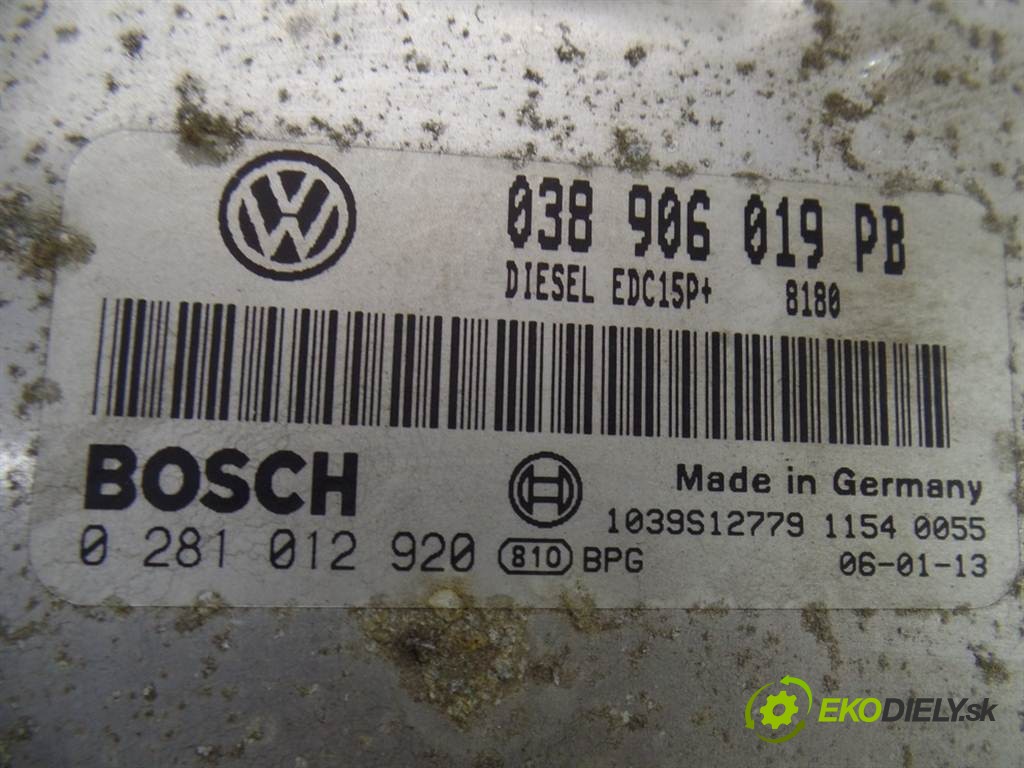 038 906 019 PB
DIESEL EDC15P+ 8180
BOSCH
Made in Germany
1039S12779 1154 0055
0 281 012 920 810 BPG 06-01-13
EKODIELY.sk